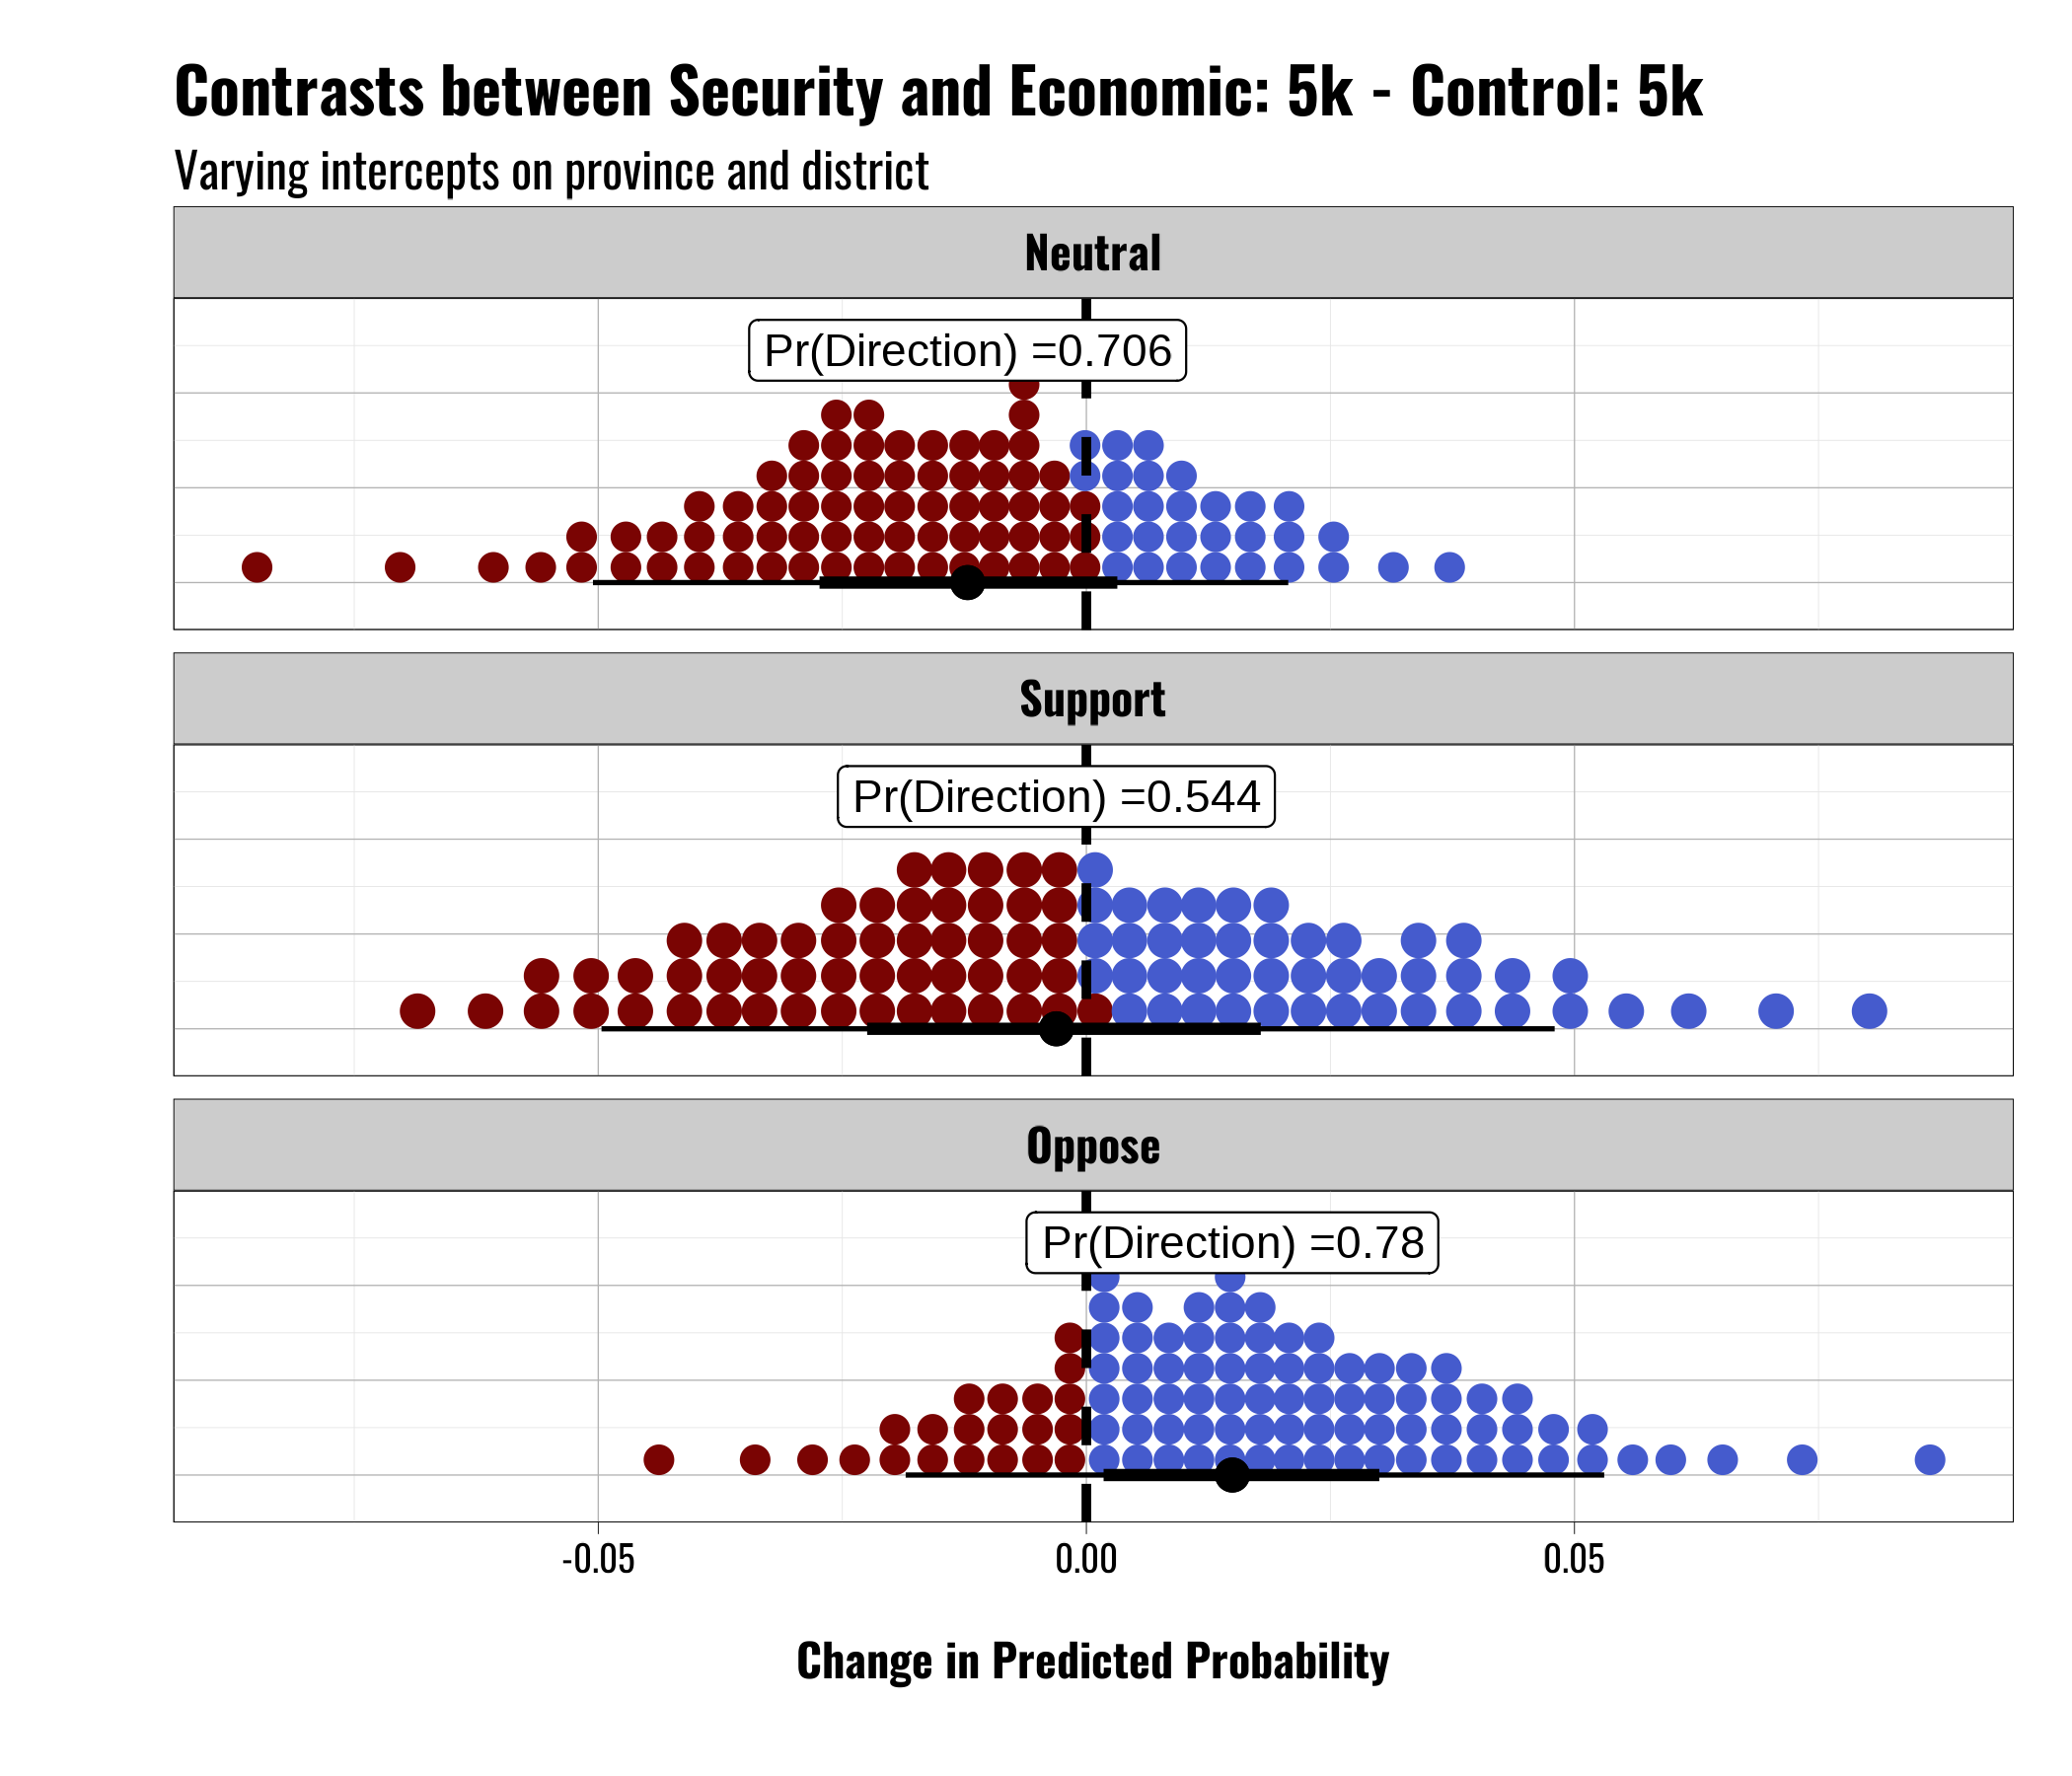 Contrasts between Security and Economic: 5k - Control: 5k
Varying intercepts on province and district
Neutral
Pr(Direction) =0.706
Support
Pr(Direction) =0.544
Oppose
Pr(Direction) =0.78
-0.05 0.00 0.05
Change in Predicted Probability